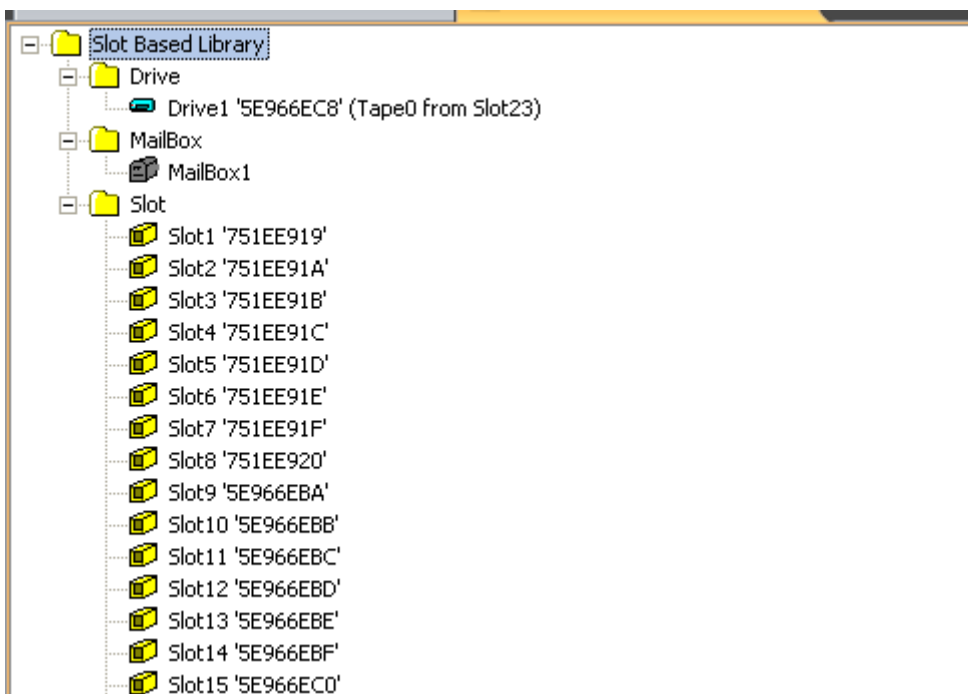 Slot Based Library
Drive
Drive1 '5E966EC8' (Tape0 from Slot23)
MailBox
MailBox1
Slot
Slot1 '751EE919'
Slot2 '751EE91A'
Slot3 '751EE91B'
Slot4 '751EE91C'
Slot5 '751EE91D'
Slot6 '751EE91E'
Slot7 '751EE91F'
Slot8 '751EE920'
Slot9 '5E966EBA'
Slot10 '5E966EBB'
Slot11 '5E966EBC'
Slot12 '5E966EBD'
Slot13 '5E966EBE'
Slot14 '5E966EBF'
Slot15 '5E966EC0'